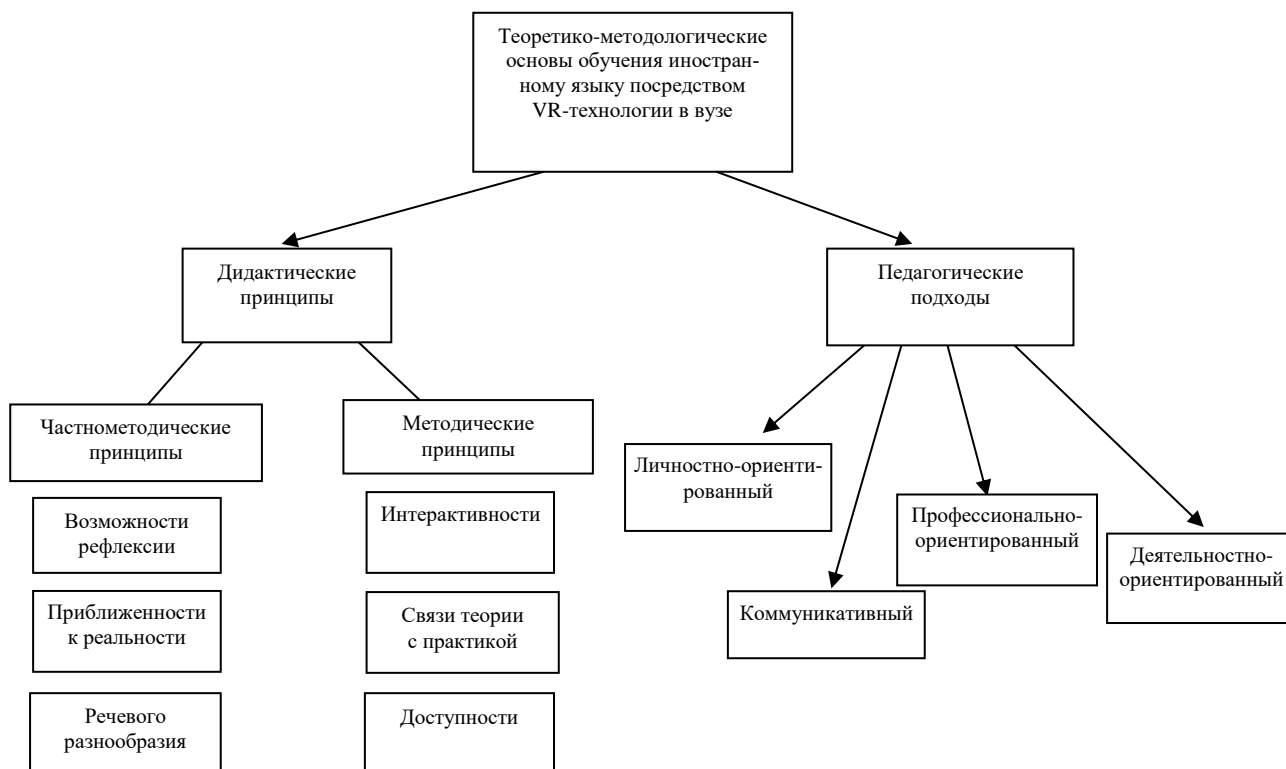 Теоретико-методологические
основы обучения иностран-
ному языку посредством
VR-технологии в вузе
Дидактические
принципы
Педагогические
подходы
Частнометодические
принципы
Методические
принципы
Личностно-ориенти-
рованный
Возможности
рефлексии
Интерактивности
Профессионально-
ориентированный
Деятельностно-
ориентированный
Приближенности
к реальности
Связи теории
с практикой
Коммуникативный
Речевого
разнообразия
Доступности